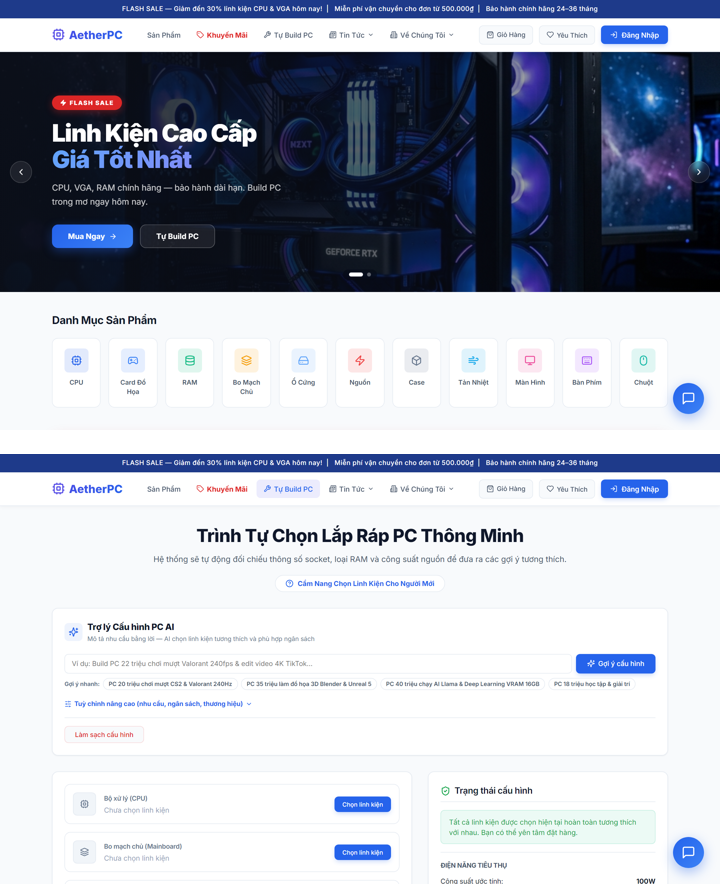 FLASH SALE — Giảm đến 30% linh kiện CPU & VGA hôm nay! | Miễn phí vận chuyển cho đơn từ 500.000₫ | Bảo hành chính hãng 24–36 tháng
AetherPC Sản Phẩm Khuyến Mãi Tự Build PC Tin Tức Về Chúng Tôi Giỏ Hàng Yêu Thích Đăng Nhập
FLASH SALE
Linh Kiện Cao Cấp
Giá Tốt Nhất
CPU, VGA, RAM chính hãng — bảo hành dài hạn. Build PC
trong mơ ngay hôm nay.
Mua Ngay → Tự Build PC
NZXT
GEFORCE RTX
Danh Mục Sản Phẩm
CPU
Card Đồ Họa
RAM
Bo Mạch Chủ
Ổ Cứng
Nguồn
Case
Tản Nhiệt
Màn Hình
Bàn Phím
Chuột
FLASH SALE — Giảm đến 30% linh kiện CPU & VGA hôm nay! | Miễn phí vận chuyển cho đơn từ 500.000₫ | Bảo hành chính hãng 24–36 tháng
AetherPC Sản Phẩm Khuyến Mãi Tự Build PC Tin Tức Về Chúng Tôi Giỏ Hàng Yêu Thích Đăng Nhập
Trình Tự Chọn Lắp Ráp PC Thông Minh
Hệ thống sẽ tự động đối chiếu thông số socket, loại RAM và công suất nguồn để đưa ra các gợi ý tương thích.
Cẩm Nang Chọn Linh Kiện Cho Người Mới
Trợ lý Cấu hình PC AI
Mô tả nhu cầu bằng lời — AI chọn linh kiện tương thích và phù hợp ngân sách
Ví dụ: Build PC 22 triệu chơi mượt Valorant 240fps & edit video 4K TikTok...
Gợi ý cấu hình
Gợi ý nhanh: PC 20 triệu chơi mượt CS2 & Valorant 240Hz PC 35 triệu làm đồ họa 3D Blender & Unreal 5 PC 40 triệu chạy AI Llama & Deep Learning VRAM 16GB PC 18 triệu học tập & giải trí
Tuỳ chỉnh nâng cao (nhu cầu, ngân sách, thương hiệu)
Làm sạch cấu hình
Bộ xử lý (CPU)
Chưa chọn linh kiện
Chọn linh kiện
Bo mạch chủ (Mainboard)
Chưa chọn linh kiện
Chọn linh kiện
Trạng thái cấu hình
Tất cả linh kiện được chọn hiện tại hoàn toàn tương thích
với nhau. Bạn có thể yên tâm đặt hàng.
ĐIỆN NĂNG TIÊU THỤ
Công suất ước tính: 100W